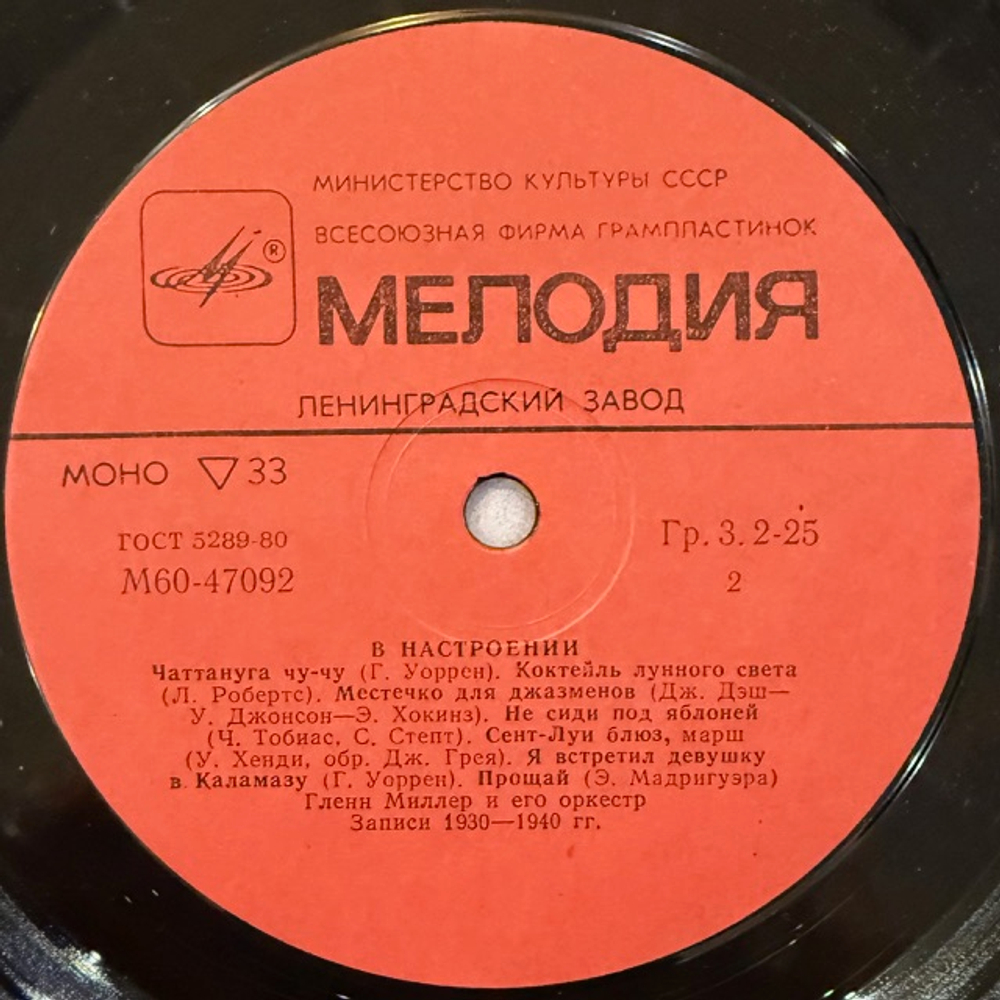 МИНИСТЕРСТВО КУЛЬТУРЫ СССР
ВСЕСОЮЗНАЯ ФИРМА ГРАМПЛАСТИНОК
®
МЕЛОДИЯ
ЛЕНИНГРАДСКИЙ ЗАВОД
МОНО ▽ 33
ГОСТ 5289-80
Гр. 3. 2-25
М60-47092
2
В НАСТРОЕНИИ
Чаттануга чу-чу (Г. Уоррен). Коктейль лунного света
(Л. Робертс). Местечко для джазменов (Дж. Дэш—
У. Джонсон—Э. Хокинз). Не сиди под яблоней
(Ч. Тобиас, С. Степт). Сент-Луи блюз, марш
(У. Хенди, обр. Дж. Грея). Я встретил девушку
в Каламазу (Г. Уоррен). Прощай (Э. Мадригуэра)
Гленн Миллер и его оркестр
Записи 1930—1940 гг.